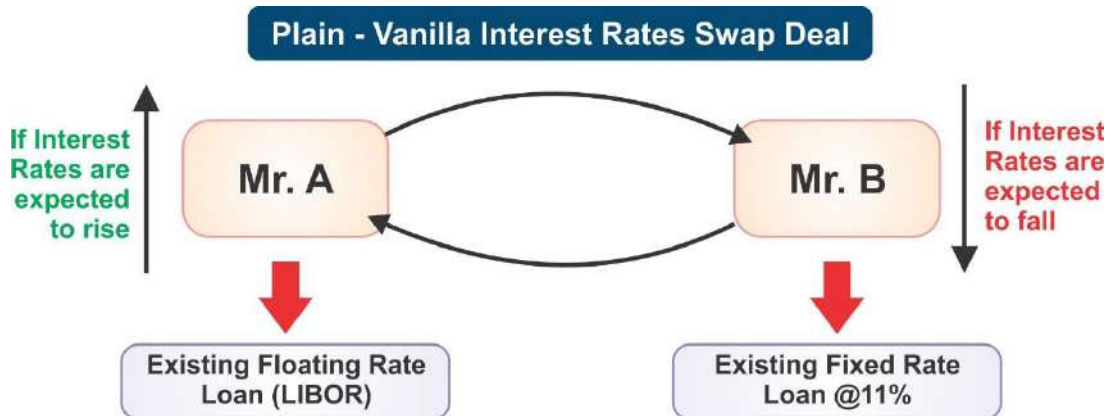 Plain - Vanilla Interest Rates Swap Deal
If Interest
Rates are
expected
to rise
Mr. A
Mr. B
If Interest
Rates are
expected
to fall
Existing Floating Rate
Loan (LIBOR)
Existing Fixed Rate
Loan @11%